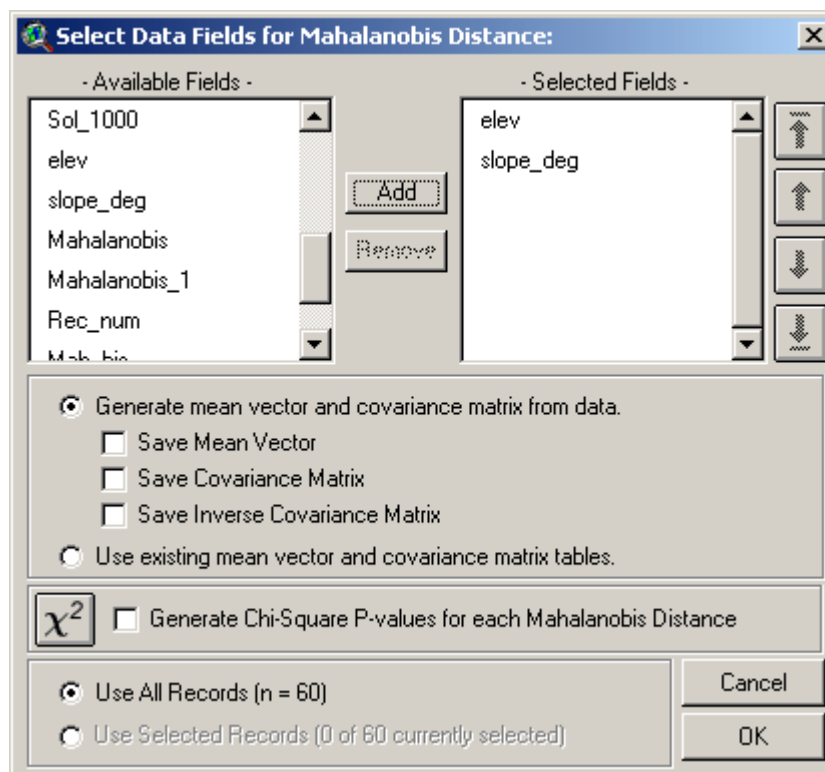 Select Data Fields for Mahalanobis Distance:
- Available Fields -
Sol_1000
elev
slope_deg
Mahalanobis
Mahalanobis_1
Rec_num
Add
Remove
- Selected Fields -
elev
slope_deg
Generate mean vector and covariance matrix from data.
Save Mean Vector
Save Covariance Matrix
Save Inverse Covariance Matrix
Use existing mean vector and covariance matrix tables.
χ² Generate Chi-Square P-values for each Mahalanobis Distance
Use All Records (n = 60)
Use Selected Records (0 of 60 currently selected)
Cancel
OK